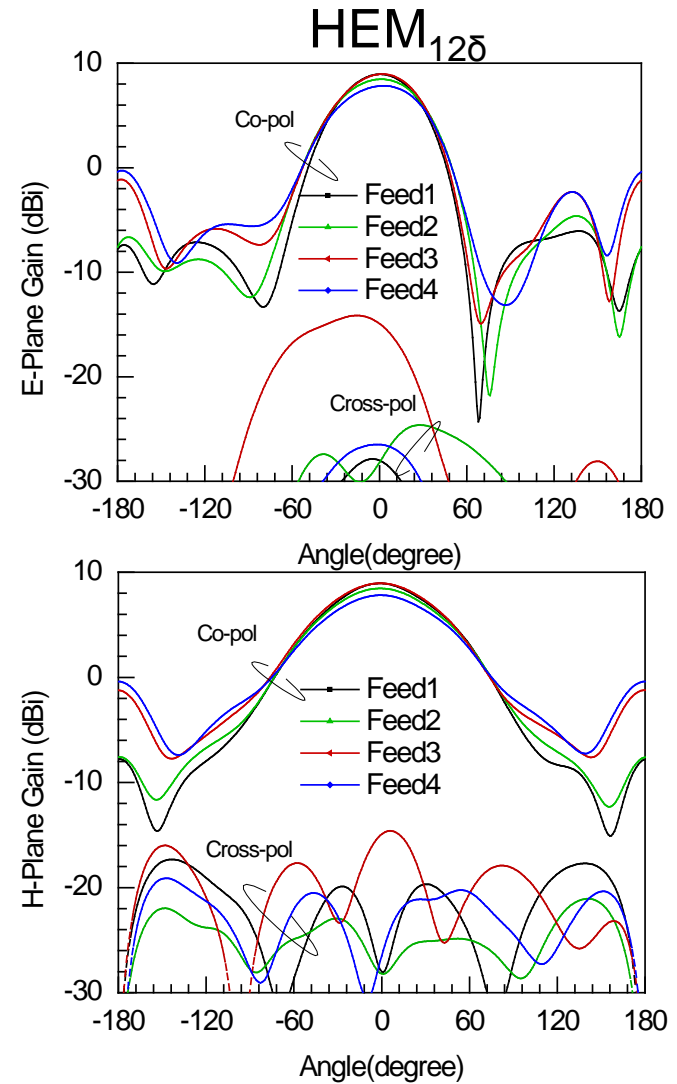 HEM12δ
10
0
-10
-20
-30
E-Plane Gain (dBi)
Co-pol
Feed1
Feed2
Feed3
Feed4
Cross-pol
-180 -120 -60 0 60 120 180
Angle(degree)
10
0
-10
-20
-30
H-Plane Gain (dBi)
Co-pol
Feed1
Feed2
Feed3
Feed4
Cross-pol
-180 -120 -60 0 60 120 180
Angle(degree)